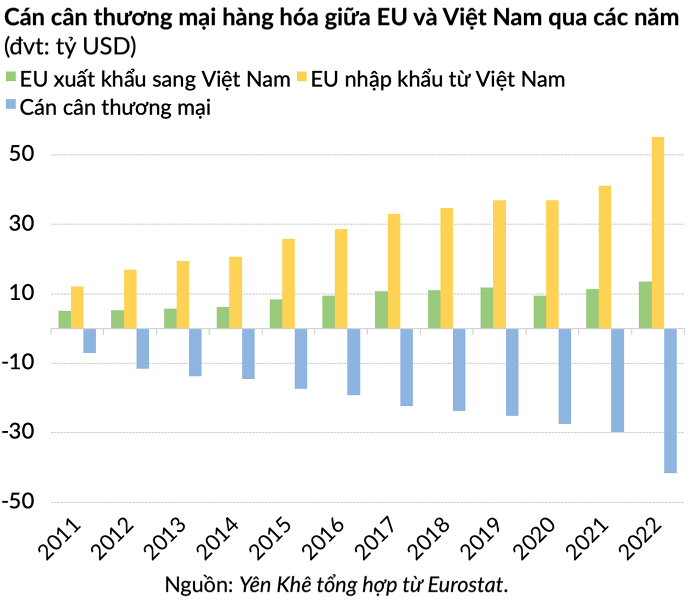 Cán cân thương mại hàng hóa giữa EU và Việt Nam qua các năm
(đvt: tỷ USD)
EU xuất khẩu sang Việt Nam EU nhập khẩu từ Việt Nam
Cán cân thương mại
50
30
10
-10
-30
-50
2011 2012 2013 2014 2015 2016 2017 2018 2019 2020 2021 2022
Nguồn: Yên Khê tổng hợp từ Eurostat.